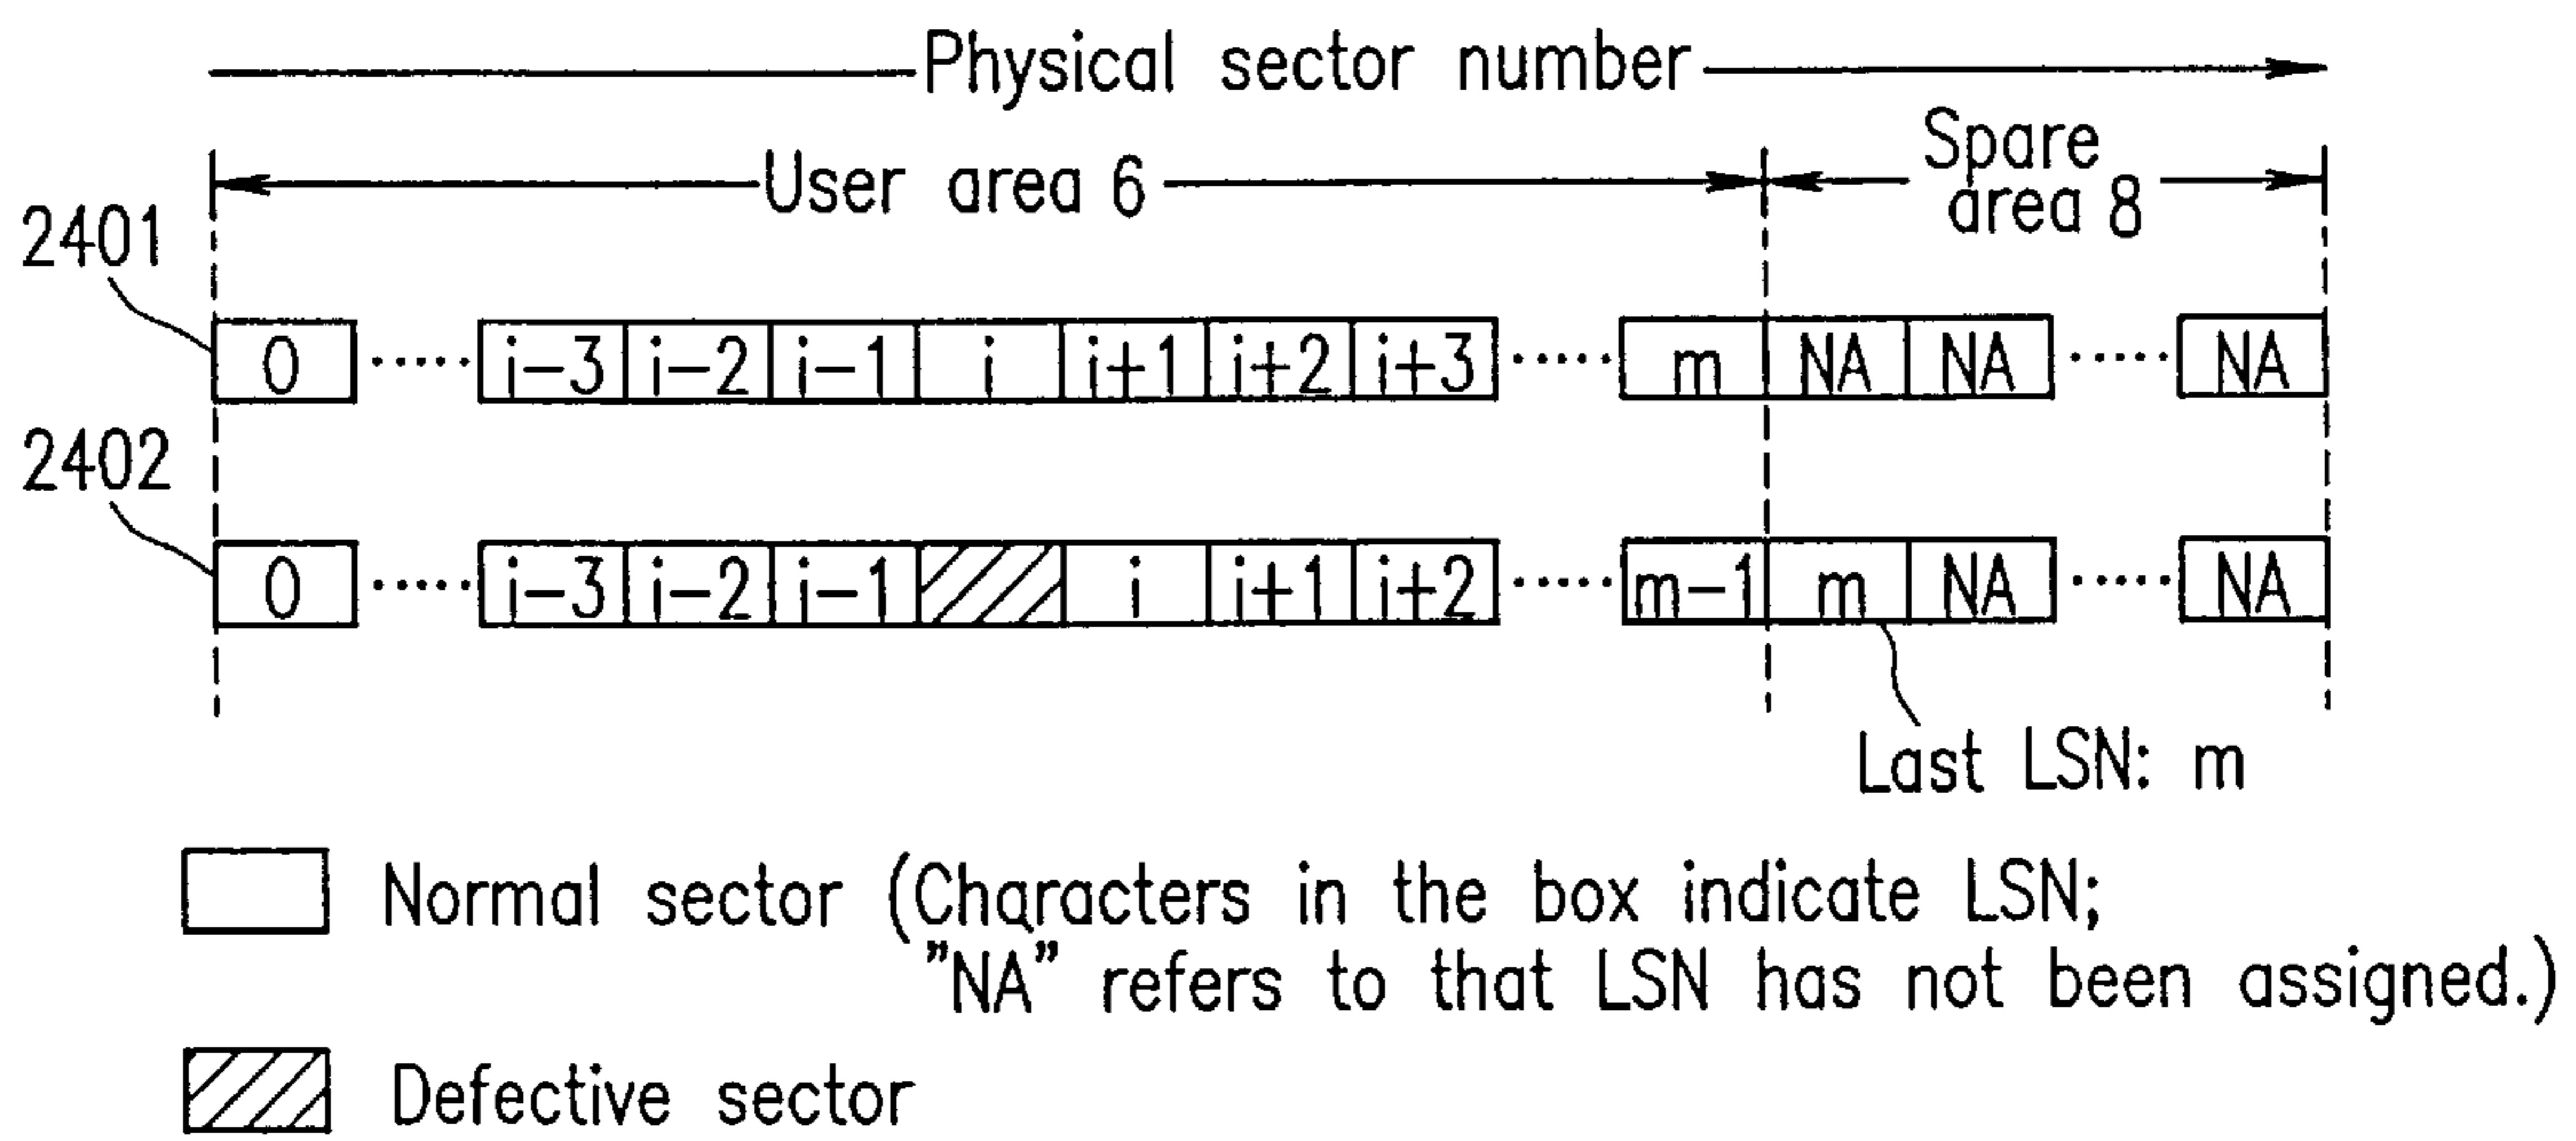 Physical sector number
User area 6
Spare area 8
2401
0 ..... i-3 i-2 i-1 i i+1 i+2 i+3 ..... m NA NA ..... NA
2402
0 ..... i-3 i-2 i-1 i i+1 i+2 ..... m-1 m NA ..... NA
Last LSN: m
Normal sector (Characters in the box indicate LSN;
"NA" refers to that LSN has not been assigned.)
Defective sector